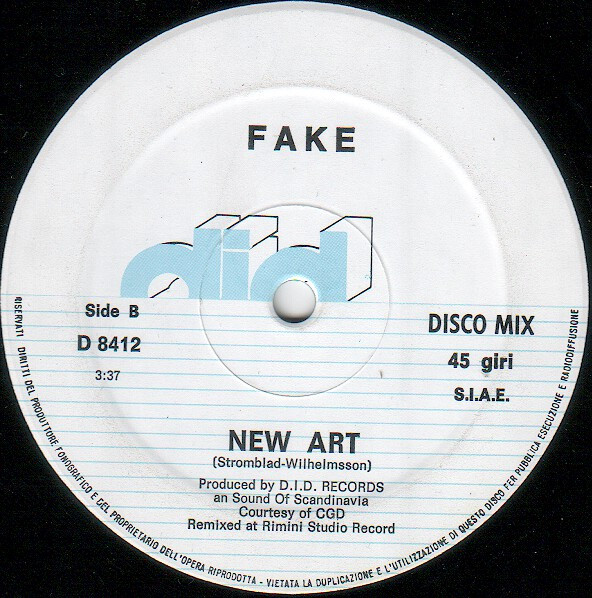 FAKE
did
Side B
D 8412
3:37
DISCO MIX
45 giri
S.I.A.E.
NEW ART
(Stromblad-Wilhelmsson)
Produced by D.I.D. RECORDS
an Sound Of Scandinavia
Courtesy of CGD
Remixed at Rimini Studio Record
RISERVATI DIRITTI DEL PRODUTTORE FONOGRAFICO E DEL PROPRIETARIO DELL'OPERA RIPRODOTTA - VIETATA LA DUPLICAZIONE E L'UTILIZZAZIONE DI QUESTO DISCO PER PUBBLICA ESECUZIONE E RADIODIFFUSIONE